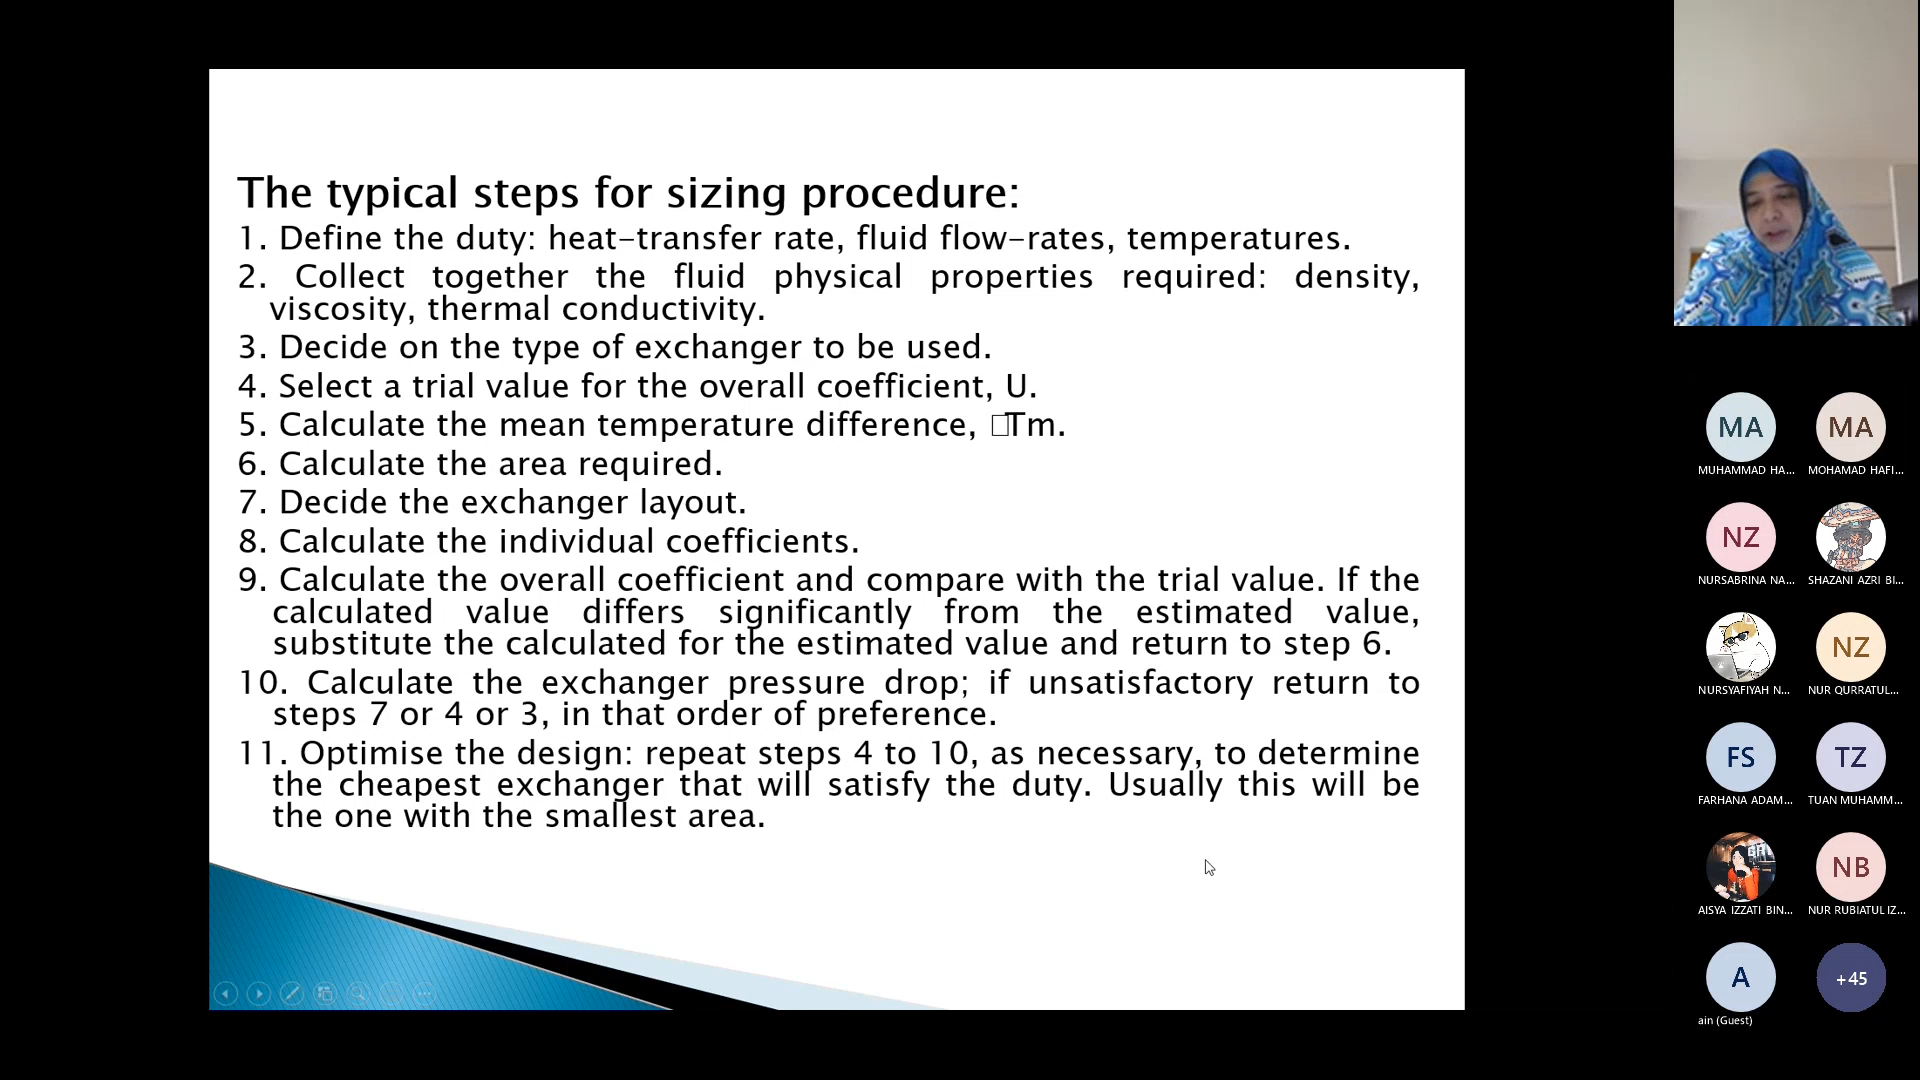 The typical steps for sizing procedure:
1. Define the duty: heat-transfer rate, fluid flow-rates, temperatures.
2. Collect together the fluid physical properties required: density,
viscosity, thermal conductivity.
3. Decide on the type of exchanger to be used.
4. Select a trial value for the overall coefficient, U.
5. Calculate the mean temperature difference, □Tm.
6. Calculate the area required.
7. Decide the exchanger layout.
8. Calculate the individual coefficients.
9. Calculate the overall coefficient and compare with the trial value. If the
calculated value differs significantly from the estimated value,
substitute the calculated for the estimated value and return to step 6.
10. Calculate the exchanger pressure drop; if unsatisfactory return to
steps 7 or 4 or 3, in that order of preference.
11. Optimise the design: repeat steps 4 to 10, as necessary, to determine
the cheapest exchanger that will satisfy the duty. Usually this will be
the one with the smallest area.
MA MA
MUHAMMAD HA... MOHAMAD HAFI...
NZ
NURSABRINA NA... SHAZANI AZRI BI...
NZ
NURSYAFIYAH N... NUR QURRATUL...
FS TZ
FARHANA ADAM... TUAN MUHAMM...
NB
AISYA IZZATI BIN... NUR RUBIATUL IZ...
A +45
ain (Guest)